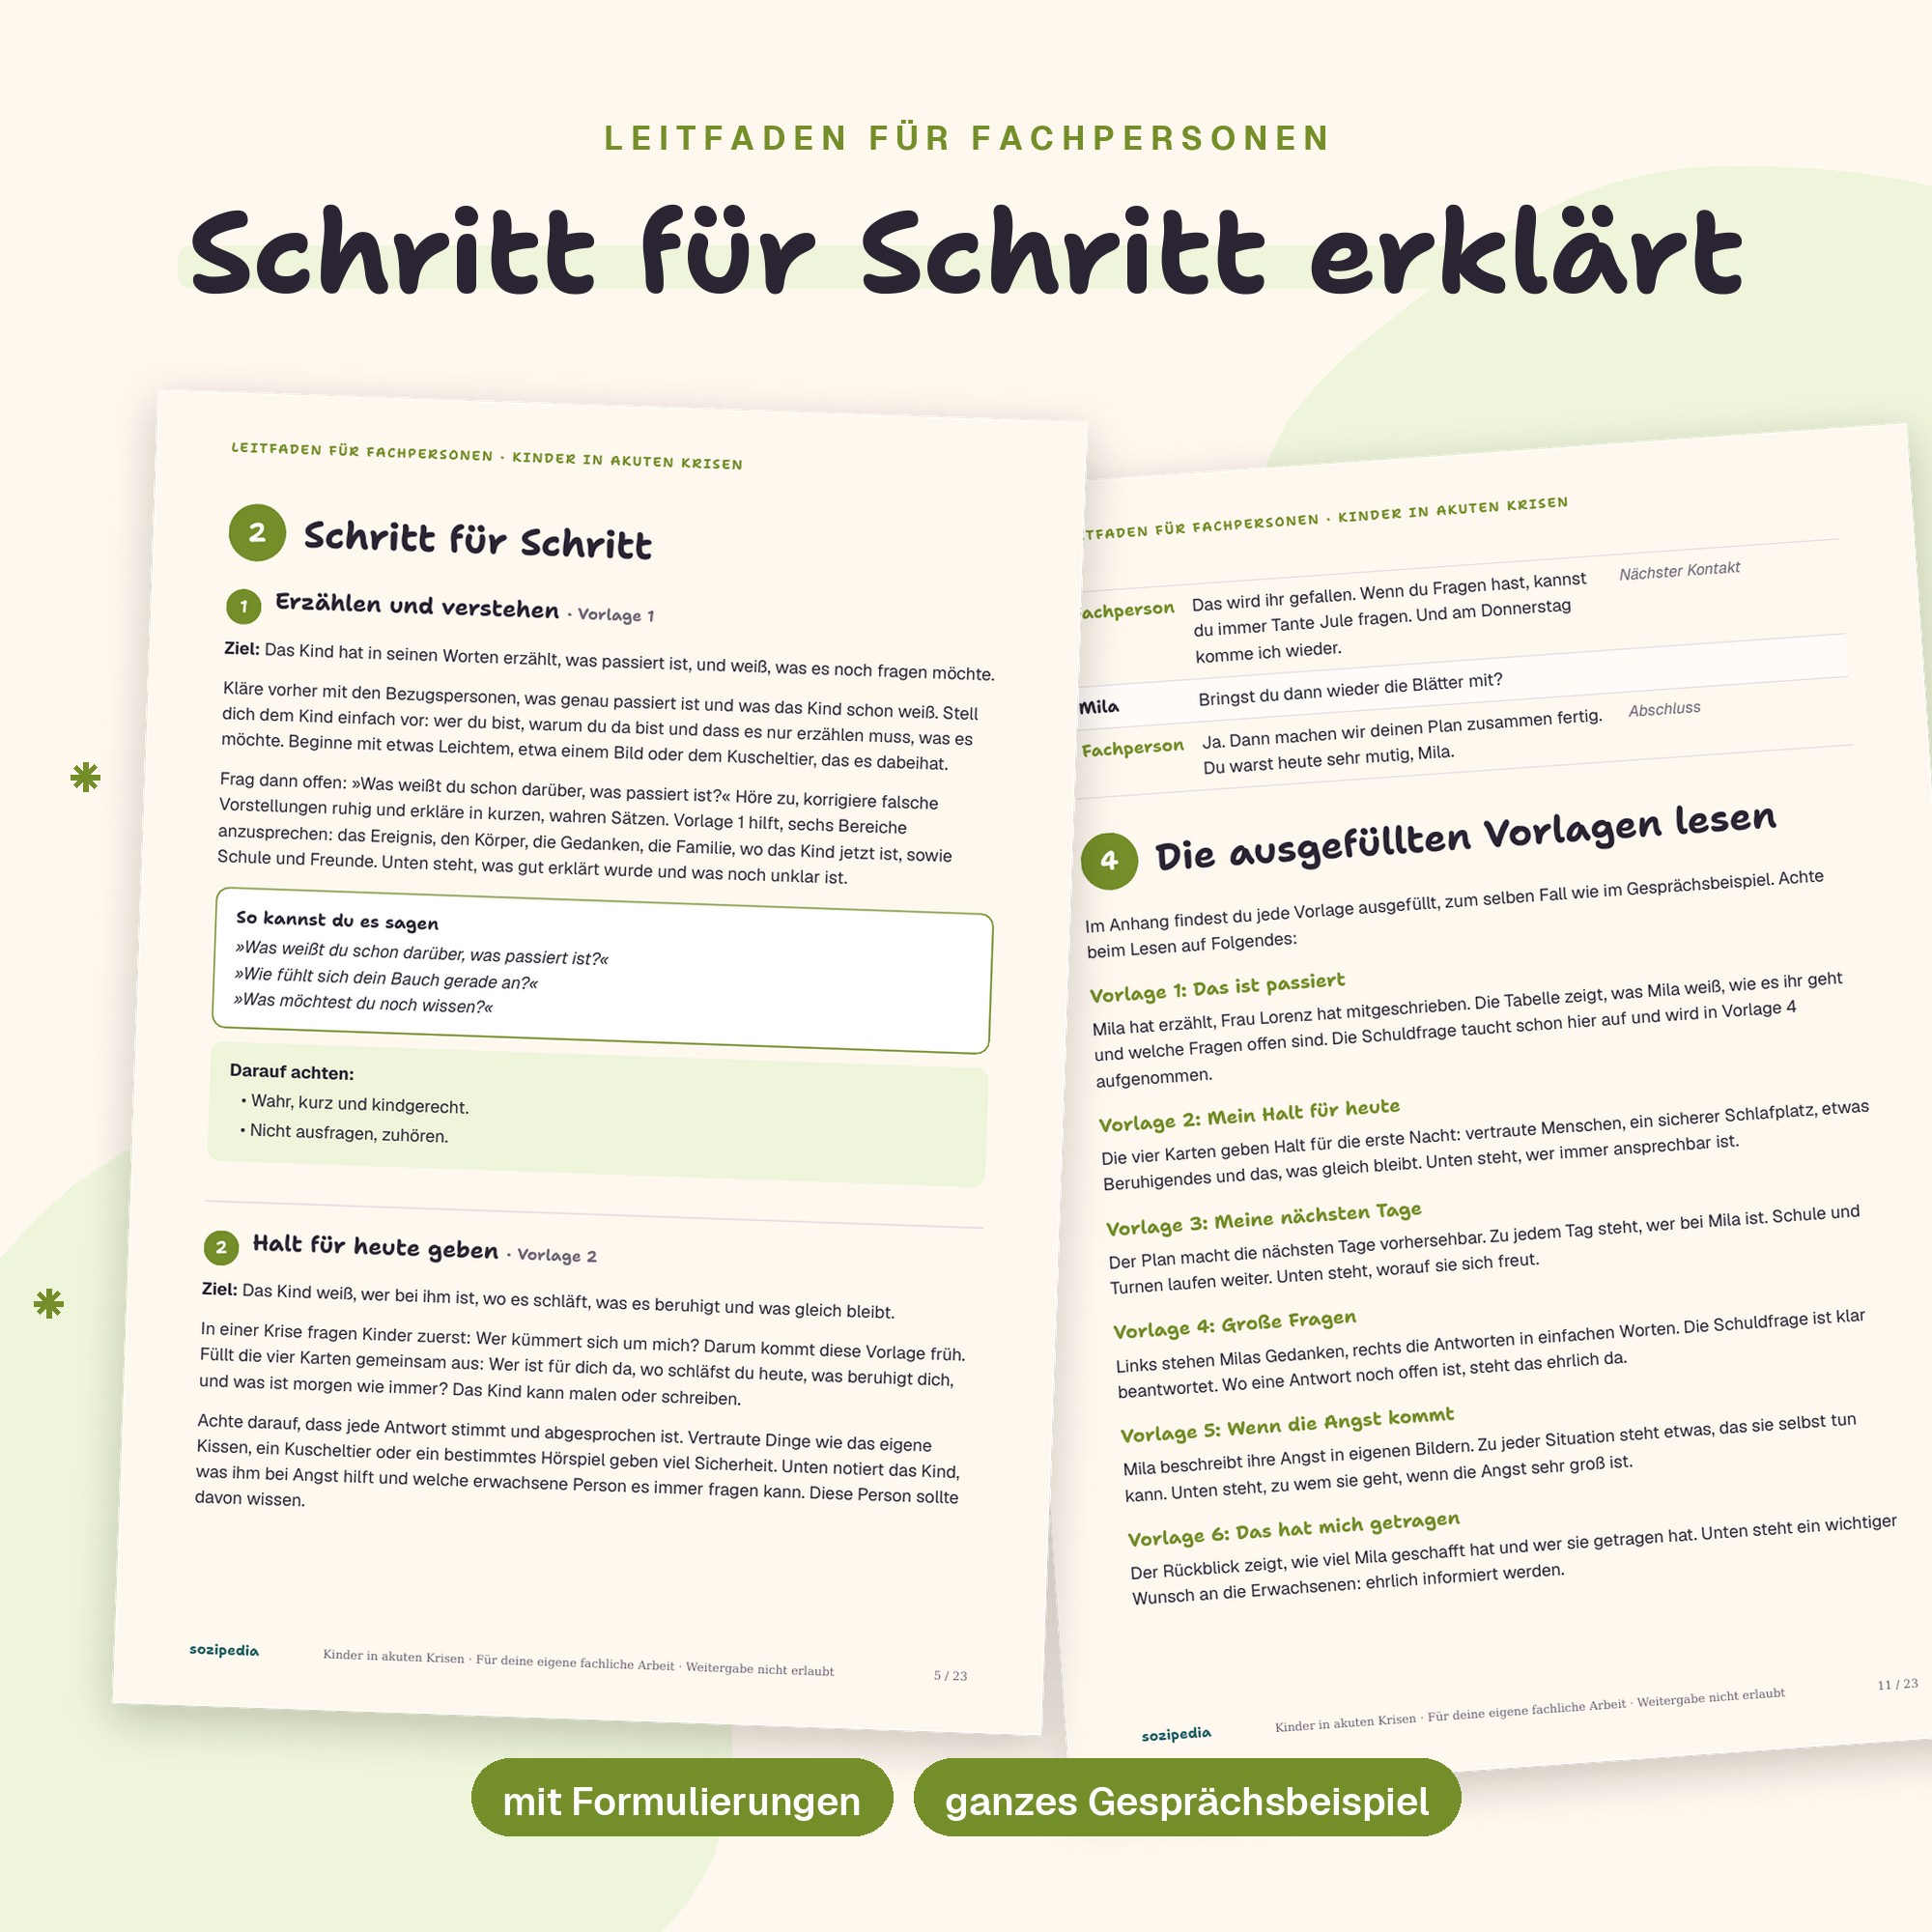 LEITFADEN FÜR FACHPERSONEN
Schritt für Schritt erklärt
LEITFADEN FÜR FACHPERSONEN · KINDER IN AKUTEN KRISEN
2 Schritt für Schritt
1 Erzählen und verstehen · Vorlage 1
Ziel: Das Kind hat in seinen Worten erzählt, was passiert ist, und weiß, was es noch fragen möchte.
Kläre vorher mit den Bezugspersonen, was genau passiert ist und was das Kind schon weiß. Stell
dich dem Kind einfach vor: wer du bist, warum du da bist und dass es nur erzählen muss, was es
möchte. Beginne mit etwas Leichtem, etwa einem Bild oder dem Kuscheltier, das es dabeihat.
Frag dann offen: »Was weißt du schon darüber, was passiert ist?« Höre zu, korrigiere falsche
Vorstellungen ruhig und erkläre in kurzen, wahren Sätzen. Vorlage 1 hilft, sechs Bereiche
anzusprechen: das Ereignis, den Körper, die Gedanken, die Familie, wo das Kind jetzt ist, sowie
Schule und Freunde. Unten steht, was gut erklärt wurde und was noch unklar ist.
So kannst du es sagen
»Was weißt du schon darüber, was passiert ist?«
»Wie fühlt sich dein Bauch gerade an?«
»Was möchtest du noch wissen?«
Darauf achten:
• Wahr, kurz und kindgerecht.
• Nicht ausfragen, zuhören.
2 Halt für heute geben · Vorlage 2
Ziel: Das Kind weiß, wer bei ihm ist, wo es schläft, was es beruhigt und was gleich bleibt.
In einer Krise fragen Kinder zuerst: Wer kümmert sich um mich? Darum kommt diese Vorlage früh.
Füllt die vier Karten gemeinsam aus: Wer ist für dich da, wo schläfst du heute, was beruhigt dich,
und was ist morgen wie immer? Das Kind kann malen oder schreiben.
Achte darauf, dass jede Antwort stimmt und abgesprochen ist. Vertraute Dinge wie das eigene
Kissen, ein Kuscheltier oder ein bestimmtes Hörspiel geben viel Sicherheit. Unten notiert das Kind,
was ihm bei Angst hilft und welche erwachsene Person es immer fragen kann. Diese Person sollte
davon wissen.
sozipedia Kinder in akuten Krisen · Für deine eigene fachliche Arbeit · Weitergabe nicht erlaubt 5 / 23
TFADEN FÜR FACHPERSONEN · KINDER IN AKUTEN KRISEN
Fachperson Das wird ihr gefallen. Wenn du Fragen hast, kannst Nächster Kontakt
du immer Tante Jule fragen. Und am Donnerstag
komme ich wieder.
Mila Bringst du dann wieder die Blätter mit?
Fachperson Ja. Dann machen wir deinen Plan zusammen fertig. Abschluss
Du warst heute sehr mutig, Mila.
4 Die ausgefüllten Vorlagen lesen
Im Anhang findest du jede Vorlage ausgefüllt, zum selben Fall wie im Gesprächsbeispiel. Achte
beim Lesen auf Folgendes:
Vorlage 1: Das ist passiert
Mila hat erzählt, Frau Lorenz hat mitgeschrieben. Die Tabelle zeigt, was Mila weiß, wie es ihr geht
und welche Fragen offen sind. Die Schuldfrage taucht schon hier auf und wird in Vorlage 4
aufgenommen.
Vorlage 2: Mein Halt für heute
Die vier Karten geben Halt für die erste Nacht: vertraute Menschen, ein sicherer Schlafplatz, etwas
Beruhigendes und das, was gleich bleibt. Unten steht, wer immer ansprechbar ist.
Vorlage 3: Meine nächsten Tage
Der Plan macht die nächsten Tage vorhersehbar. Zu jedem Tag steht, wer bei Mila ist. Schule und
Turnen laufen weiter. Unten steht, worauf sie sich freut.
Vorlage 4: Große Fragen
Links stehen Milas Gedanken, rechts die Antworten in einfachen Worten. Die Schuldfrage ist klar
beantwortet. Wo eine Antwort noch offen ist, steht das ehrlich da.
Vorlage 5: Wenn die Angst kommt
Mila beschreibt ihre Angst in eigenen Bildern. Zu jeder Situation steht etwas, das sie selbst tun
kann. Unten steht, zu wem sie geht, wenn die Angst sehr groß ist.
Vorlage 6: Das hat mich getragen
Der Rückblick zeigt, wie viel Mila geschafft hat und wer sie getragen hat. Unten steht ein wichtiger
Wunsch an die Erwachsenen: ehrlich informiert werden.
sozipedia Kinder in akuten Krisen · Für deine eigene fachliche Arbeit · Weitergabe nicht erlaubt 11 / 23
mit Formulierungen
ganzes Gesprächsbeispiel